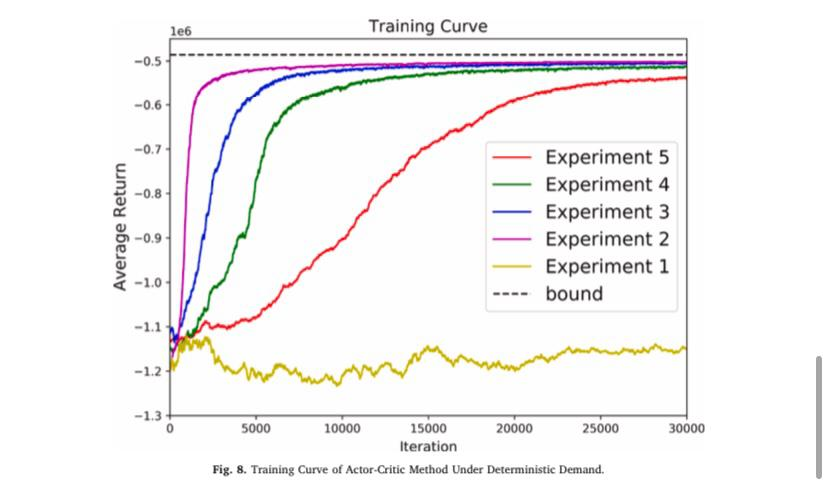 Training Curve
1e6
−0.5
−0.6
−0.7
−0.8
−0.9
−1.0
−1.1
−1.2
−1.3
Average Return
Experiment 5
Experiment 4
Experiment 3
Experiment 2
Experiment 1
bound
0 5000 10000 15000 20000 25000 30000
Iteration
Fig. 8. Training Curve of Actor-Critic Method Under Deterministic Demand.